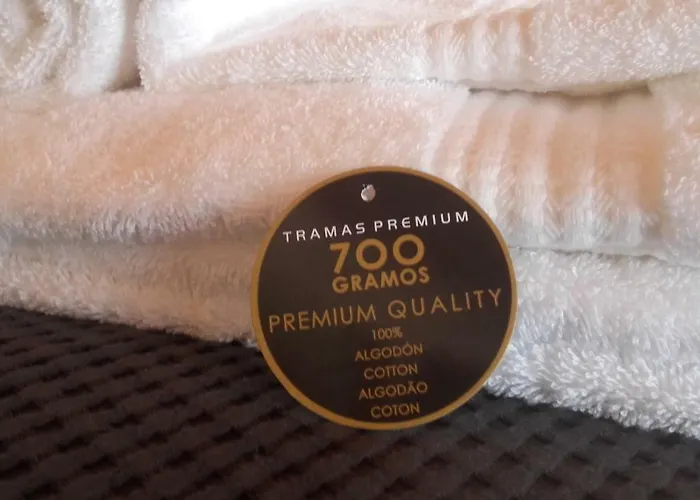 TRAMAS PREMIUM
700
GRAMOS
PREMIUM QUALITY
100%
ALGODÓN
COTTON
ALGODÃO
COTON